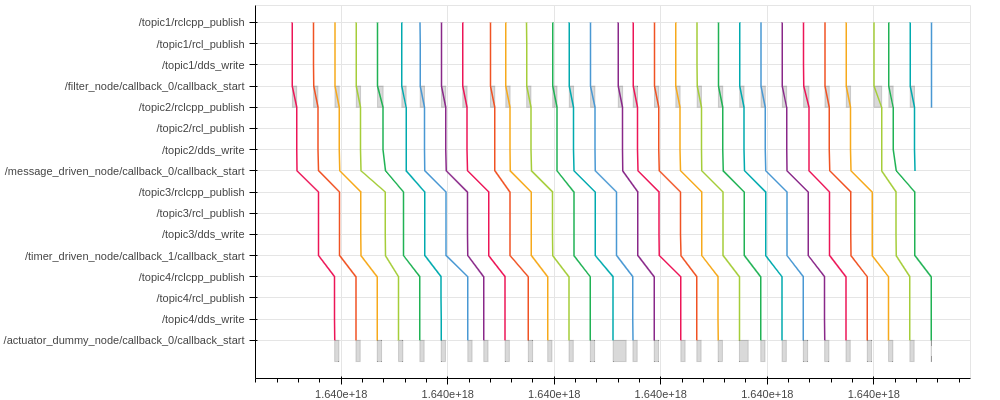 /topic1/rclcpp_publish
/topic1/rcl_publish
/topic1/dds_write
/filter_node/callback_0/callback_start
/topic2/rclcpp_publish
/topic2/rcl_publish
/topic2/dds_write
/message_driven_node/callback_0/callback_start
/topic3/rclcpp_publish
/topic3/rcl_publish
/topic3/dds_write
/timer_driven_node/callback_1/callback_start
/topic4/rclcpp_publish
/topic4/rcl_publish
/topic4/dds_write
/actuator_dummy_node/callback_0/callback_start
1.640e+18 1.640e+18 1.640e+18 1.640e+18 1.640e+18 1.640e+18